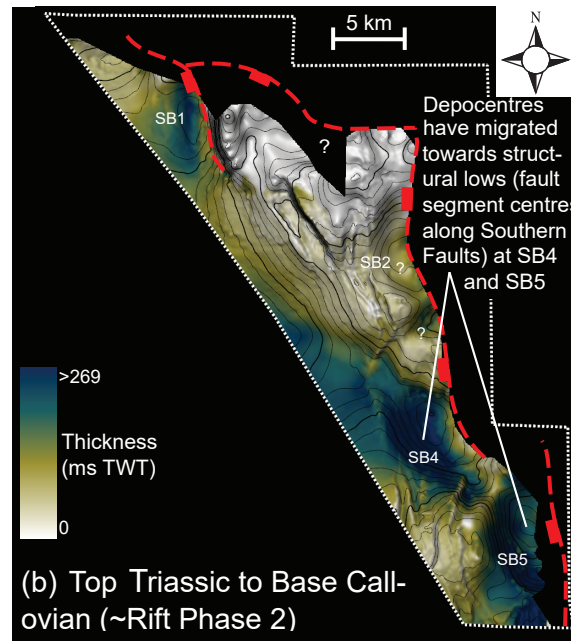 N
5 km
Depocentres
have migrated
towards struct-
ural lows (fault
segment centres
along Southern
Faults) at SB4
and SB5
SB1
?
SB2
?
?
>269
Thickness
(ms TWT)
0
SB4
SB5
(b) Top Triassic to Base Call-
ovian (~Rift Phase 2)